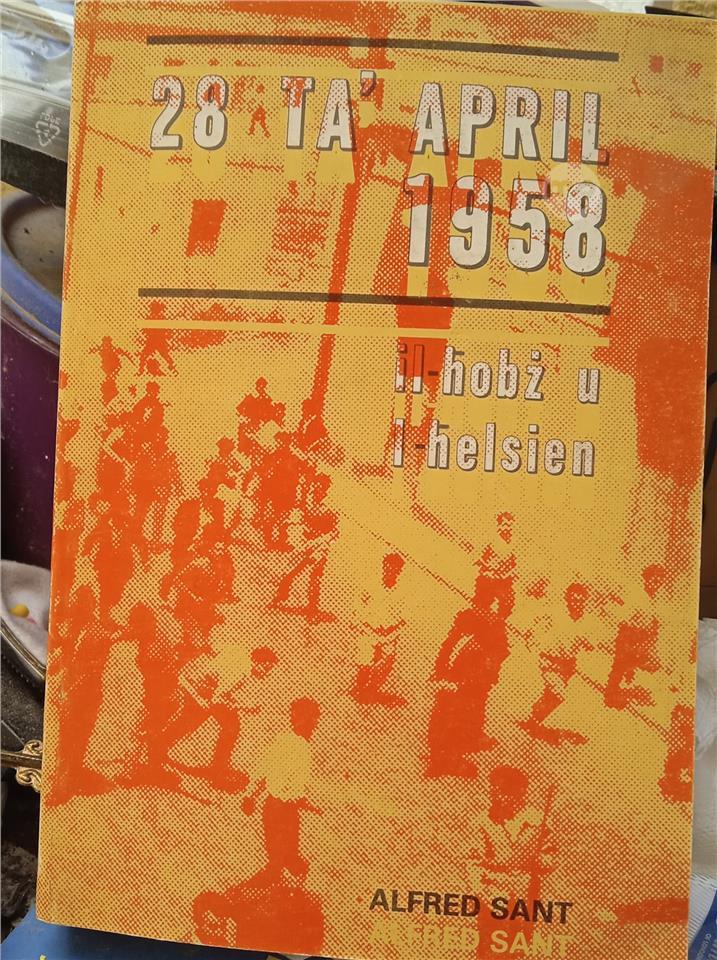 28 TA' APRIL
1958
il-ħobż u
l-ħelsien
ALFRED SANT
ALFRED SANT